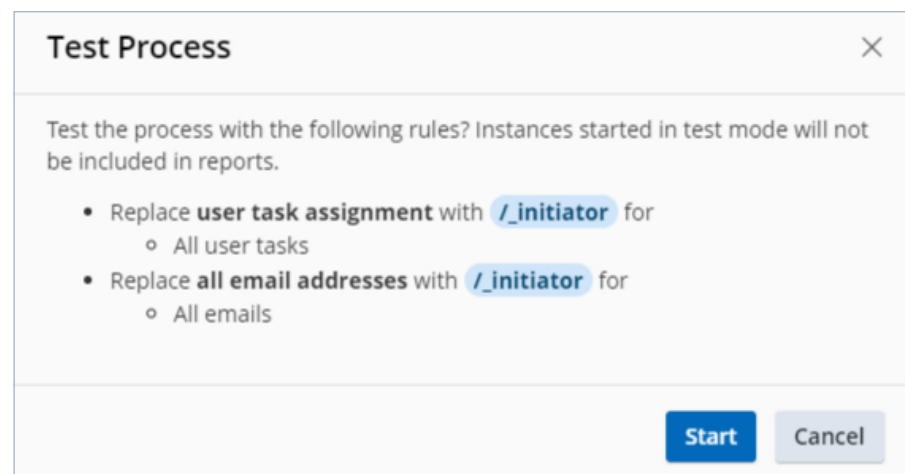 Test Process
Test the process with the following rules? Instances started in test mode will not
be included in reports.
• Replace user task assignment with /_initiator for
◦ All user tasks
• Replace all email addresses with /_initiator for
◦ All emails
Start Cancel